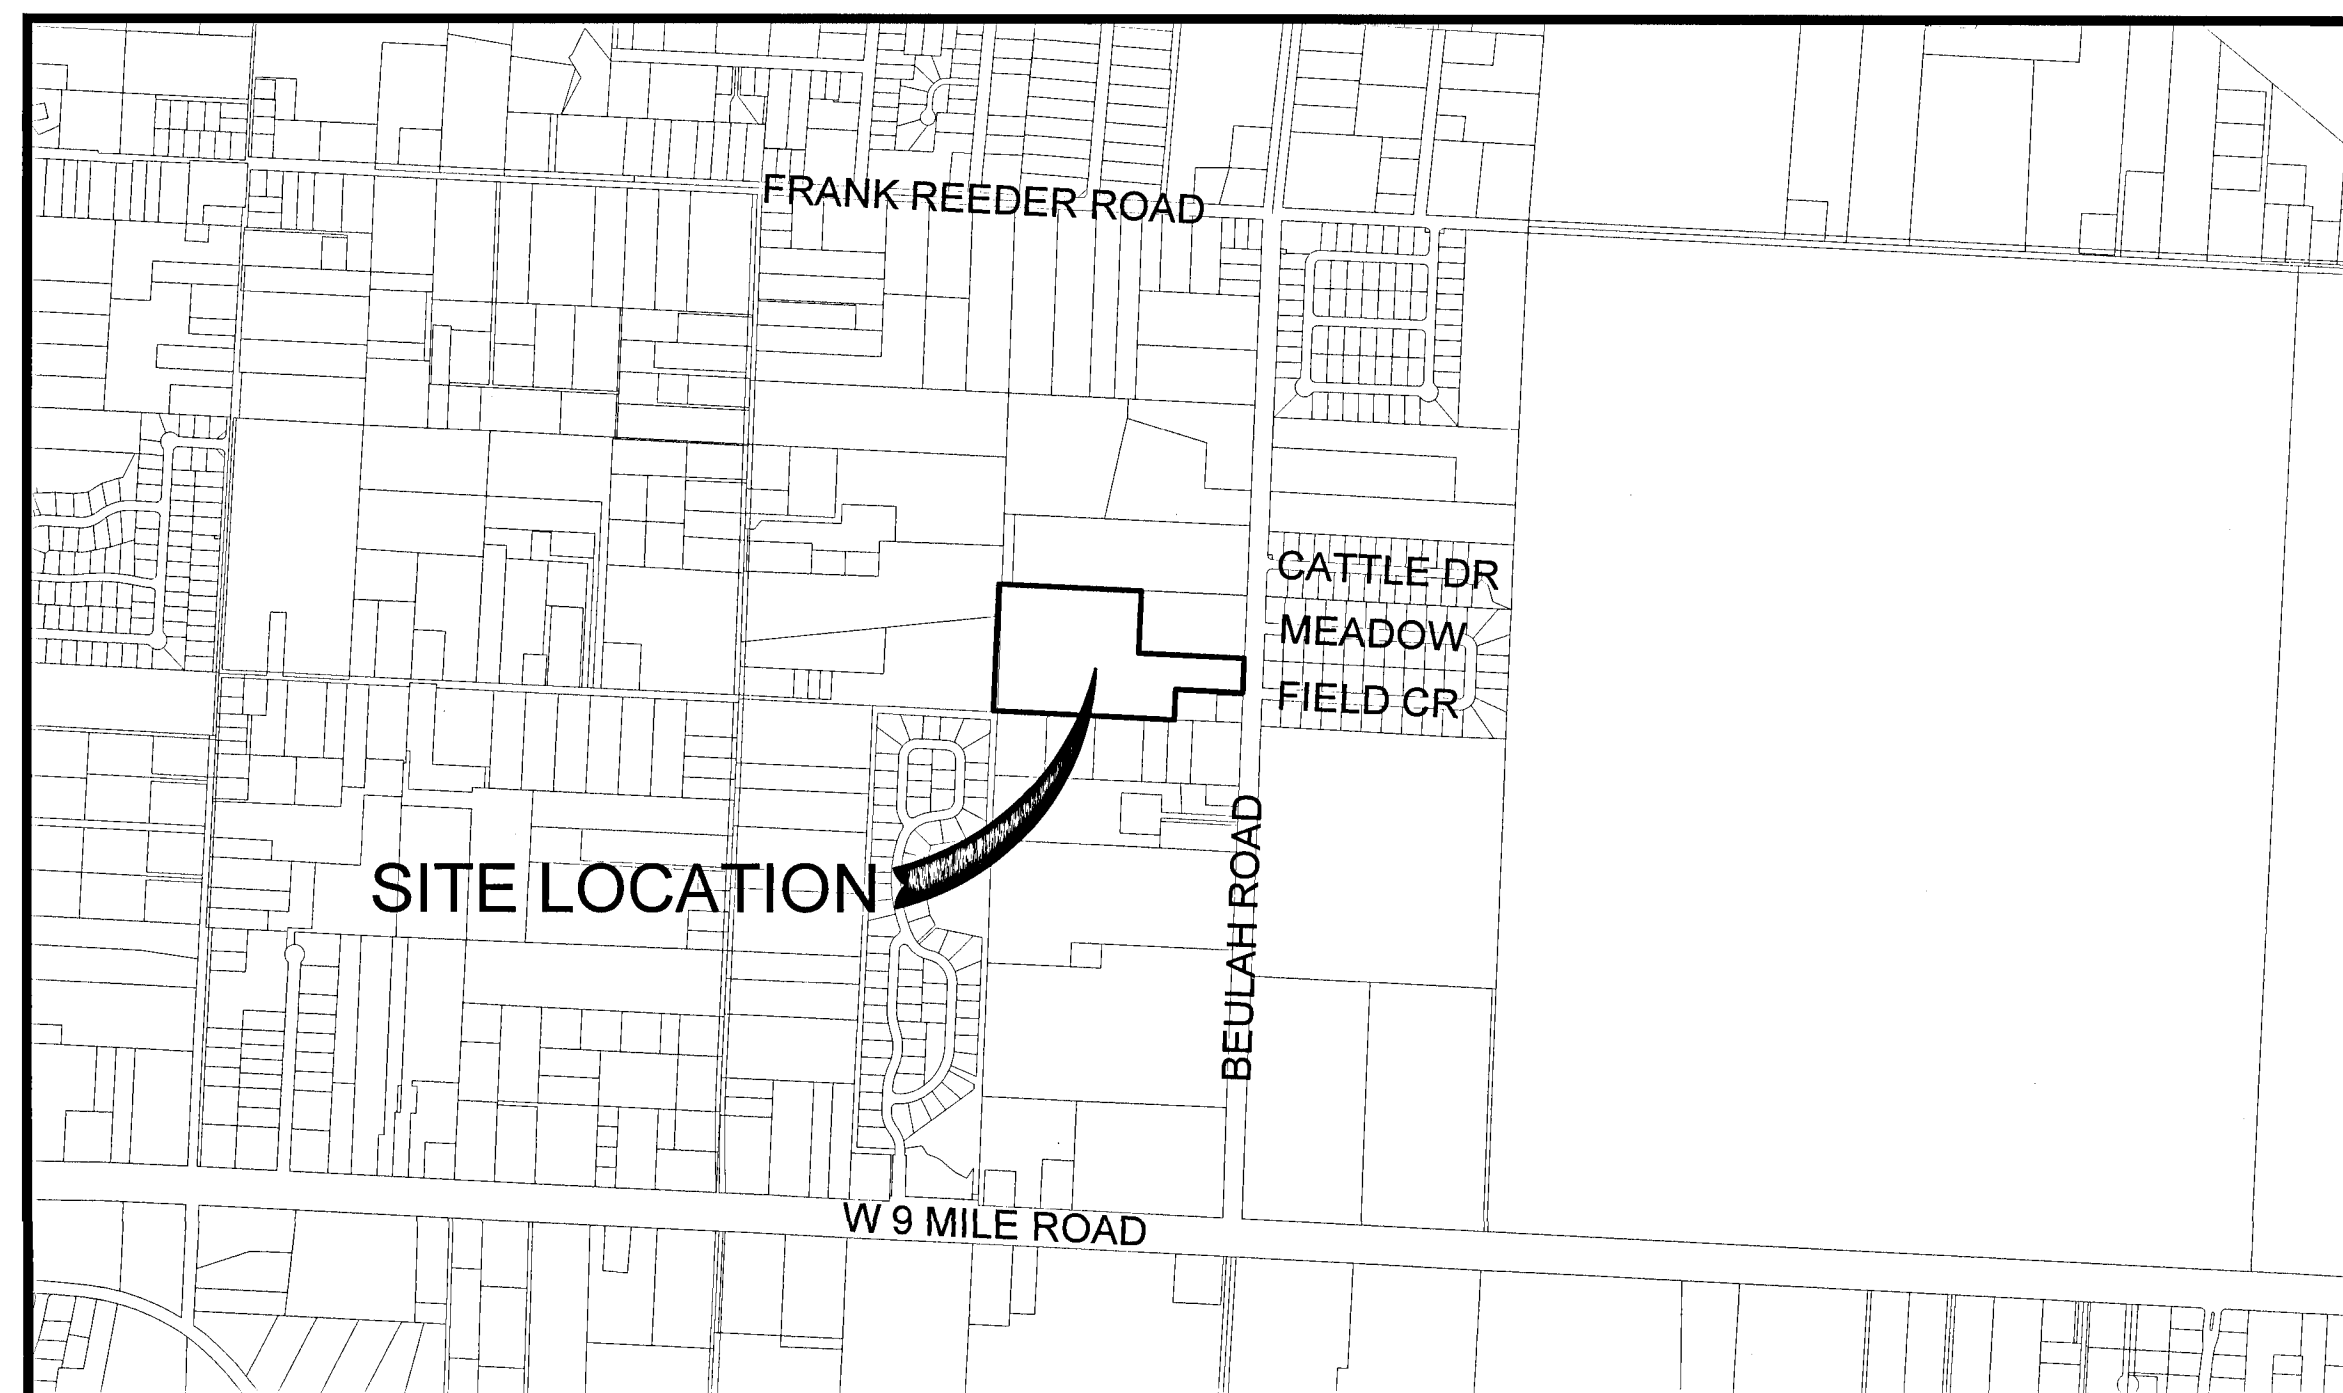 FRANK REEDER ROAD
CATTLE DR
MEADOW
FIELD CR
SITE LOCATION
BEULAH ROAD
W 9 MILE ROAD